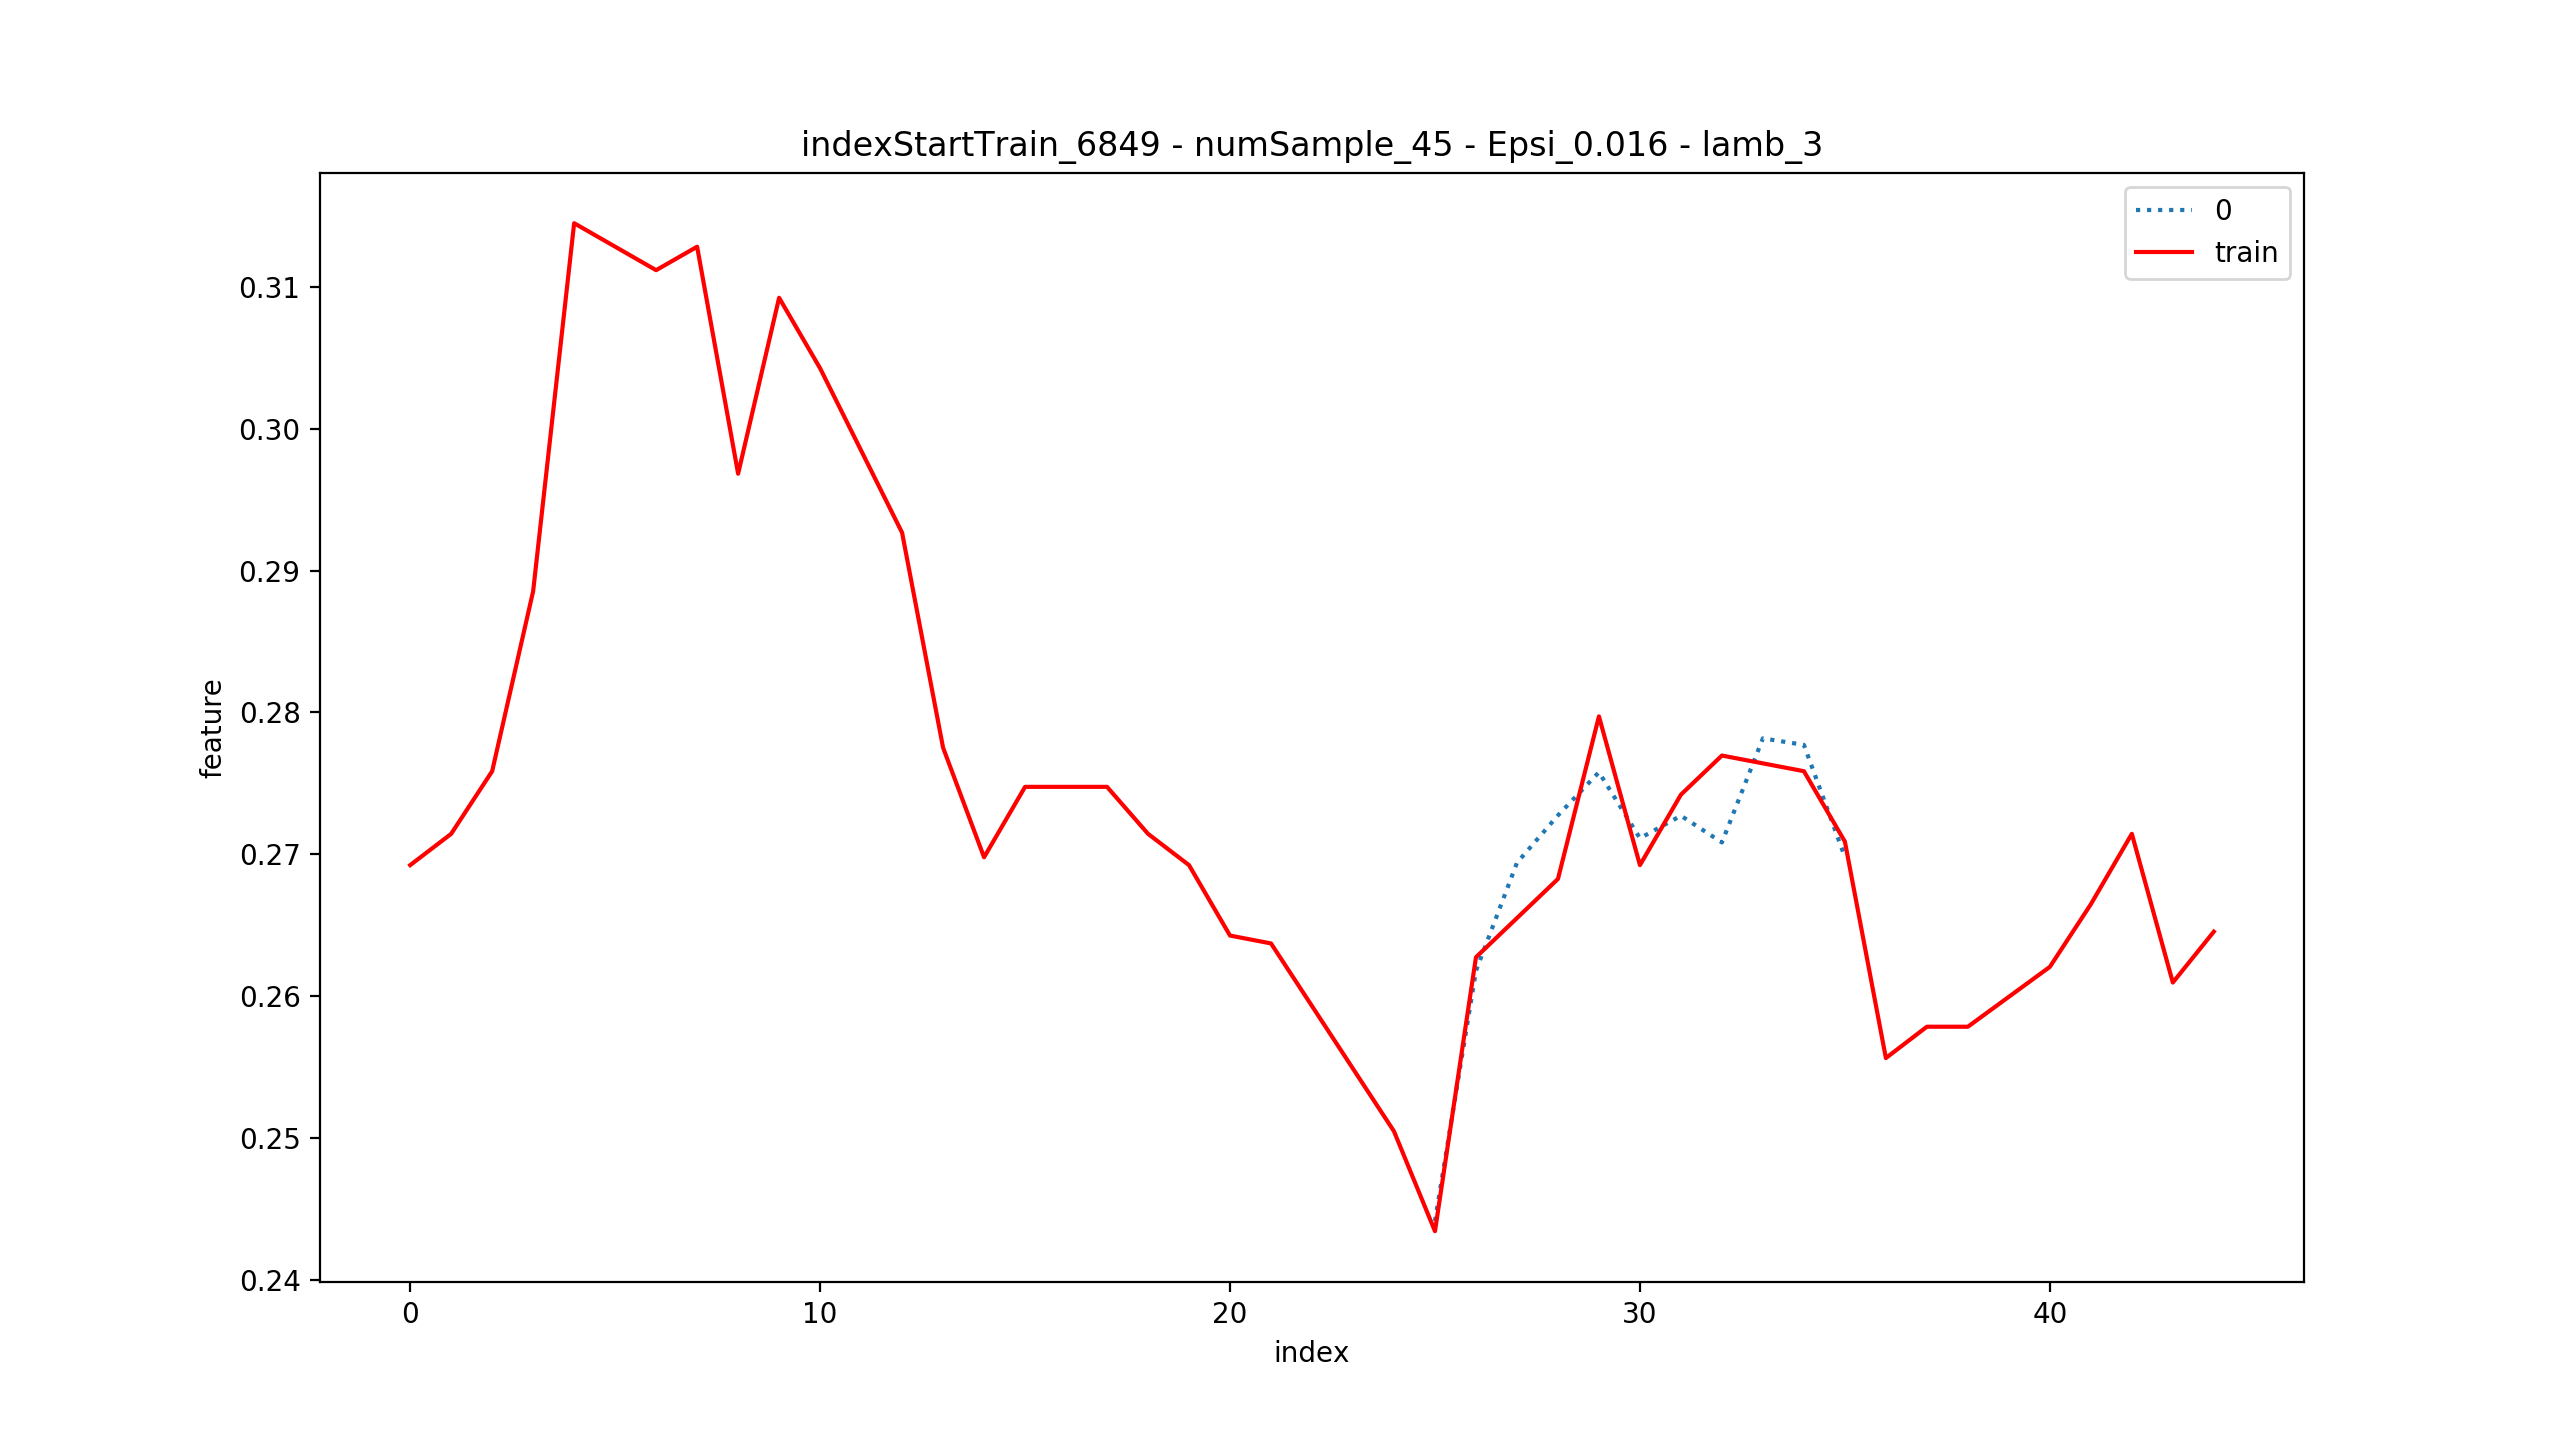 indexStartTrain_6849 - numSample_45 - Epsi_0.016 - lamb_3
0
train
0.31
0.30
0.29
0.28
0.27
0.26
0.25
0.24
feature
0 10 20 30 40
index